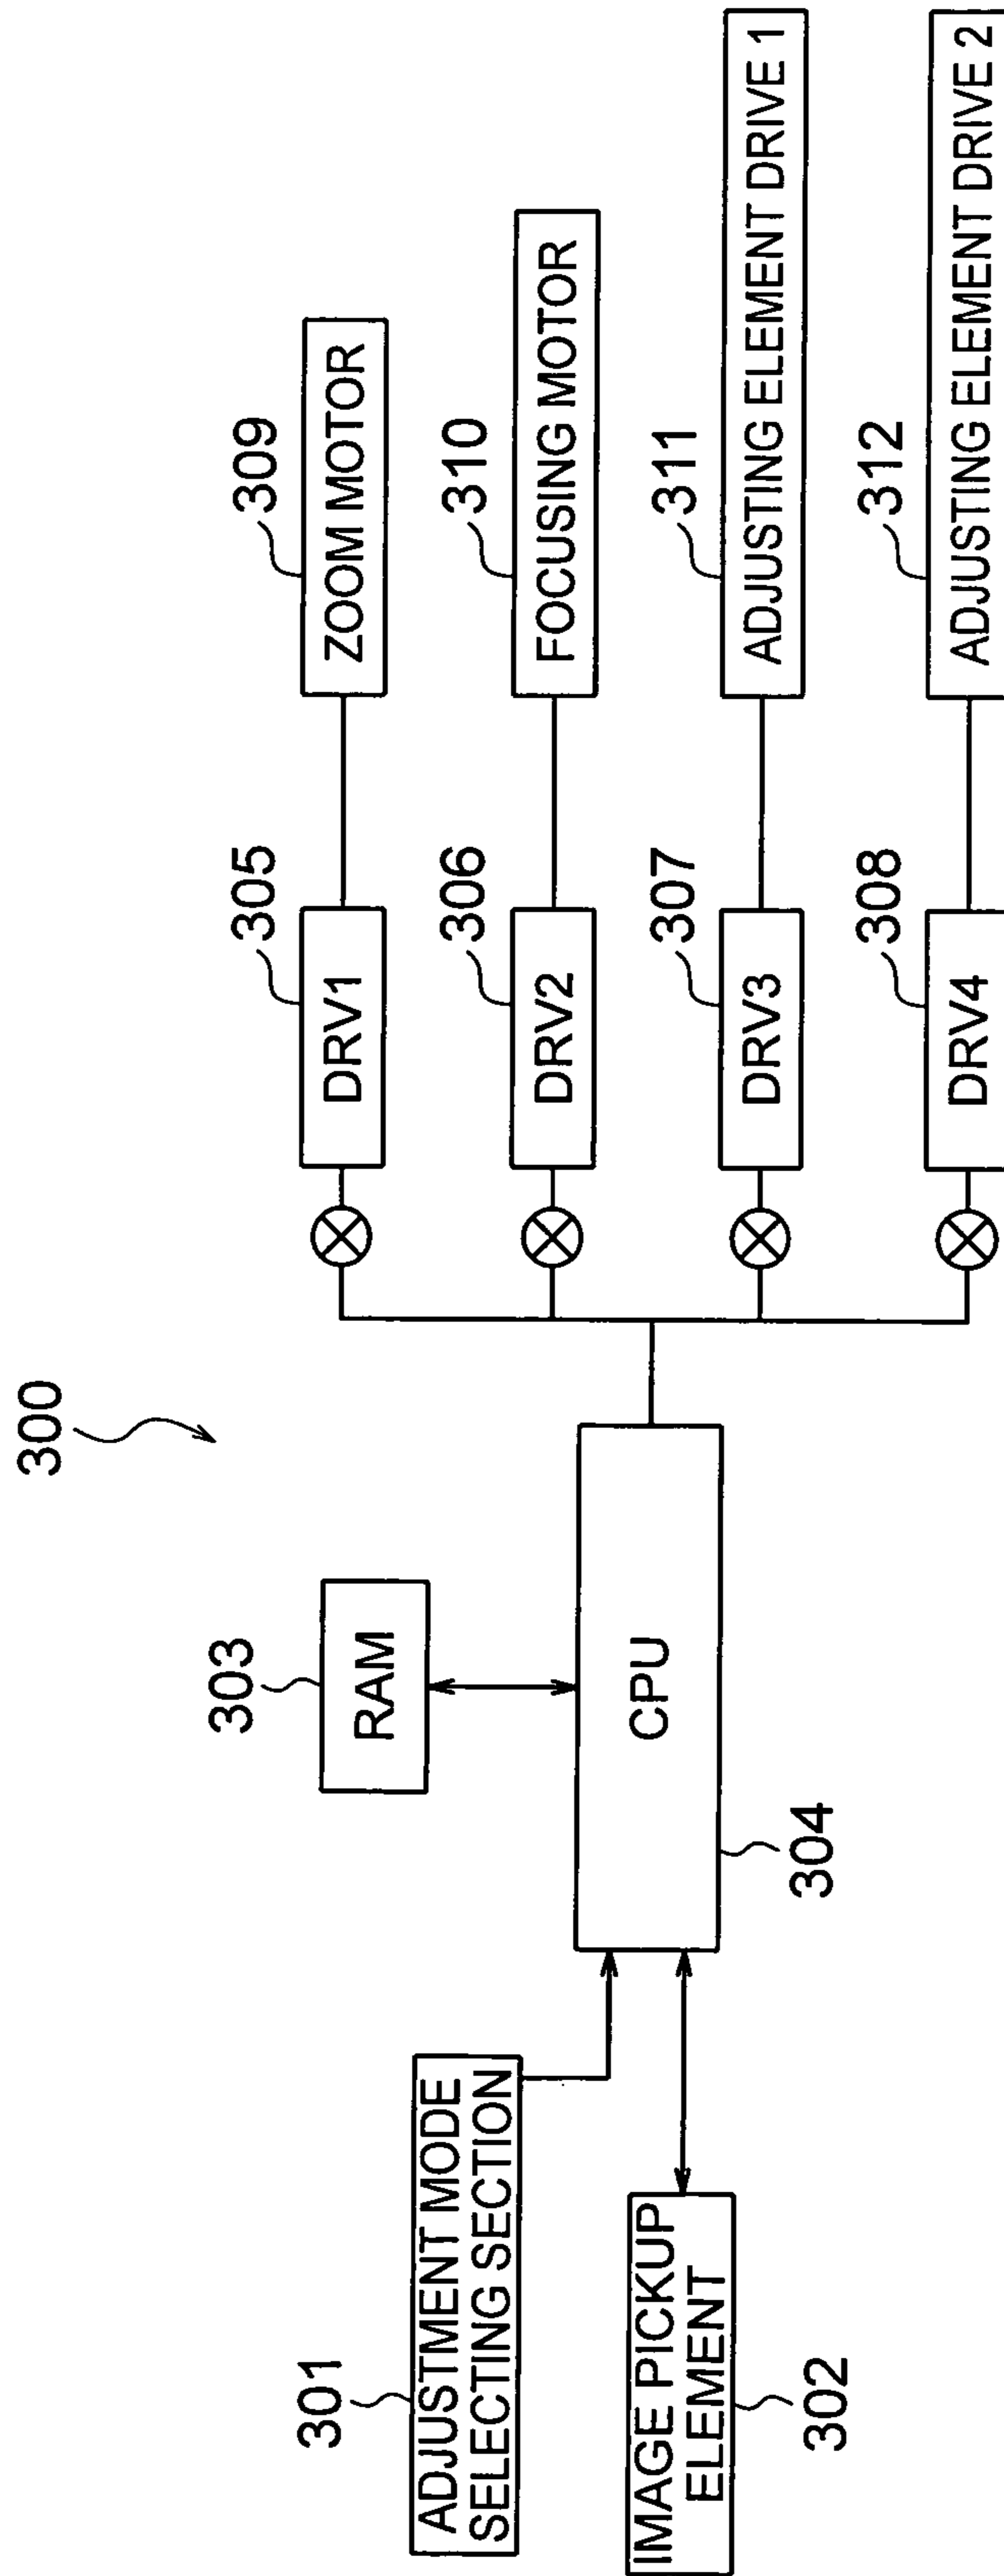 300
301
ADJUSTMENT MODE
SELECTING SECTION
IMAGE PICKUP
ELEMENT
302
303
RAM
CPU
304
305
DRV1
309
ZOOM MOTOR
306
DRV2
310
FOCUSING MOTOR
307
DRV3
311
ADJUSTING ELEMENT DRIVE 1
308
DRV4
312
ADJUSTING ELEMENT DRIVE 2